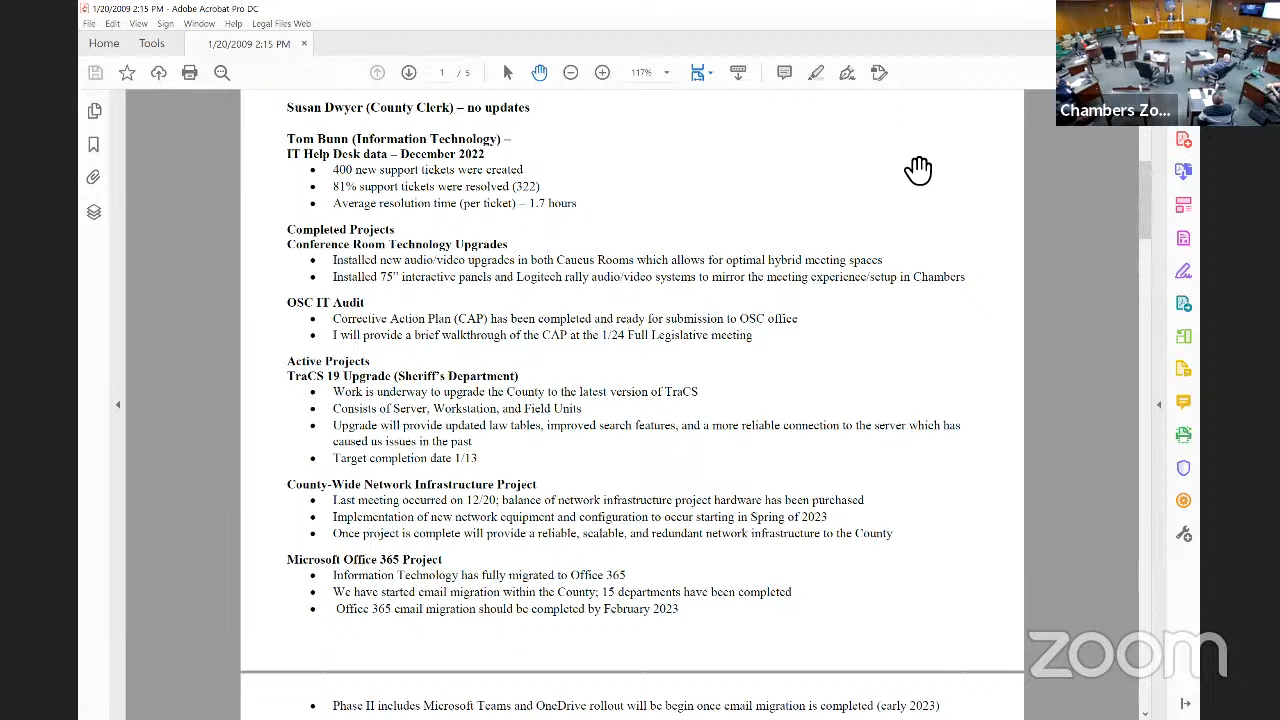 1/20/2009 2:15 PM - Adobe Acrobat Pro DC
File Edit View Sign Window Help Legal Files Web
Home Tools 1/20/2009 2:15 PM ×
1 / 5 117%
Chambers Zo...
Susan Dwyer (County Clerk) – no updates
Tom Bunn (Information Technology) –
IT Help Desk data – December 2022
• 400 new support tickets were created
• 81% support tickets were resolved (322)
• Average resolution time (per ticket) – 1.7 hours
Completed Projects
Conference Room Technology Upgrades
• Installed new audio/video upgrades in both Caucus Rooms which allows for optimal hybrid meeting spaces
• Installed 75” interactive panels and Logitech rally audio/video systems to mirror the meeting experience/setup in Chambers
OSC IT Audit
• Corrective Action Plan (CAP) has been completed and ready for submission to OSC office
• I will provide a brief walkthrough of the CAP at the 1/24 Full Legislative meeting
Active Projects
TraCS 19 Upgrade (Sheriff’s Department)
• Work is underway to upgrade the County to the latest version of TraCS
• Consists of Server, Workstation, and Field Units
• Upgrade will provide updated law tables, improved search features, and a more reliable connection to the server which has
caused us issues in the past
• Target completion date 1/13
County-Wide Network Infrastructure Project
• Last meeting occurred on 12/20; balance of network infrastructure project hardware has been purchased
• Implementation of new network equipment and configuration to occur starting in Spring of 2023
• Once project is complete will provide a reliable, scalable, and redundant network infrastructure to the County
Microsoft Office 365 Project
• Information Technology has fully migrated to Office 365
• We have started email migration within the County; 15 departments have been completed
• Office 365 email migration should be completed by February 2023
zoom
• Phase II includes Microsoft Teams and OneDrive rollout will be begin once email migration is completed (early 2023)